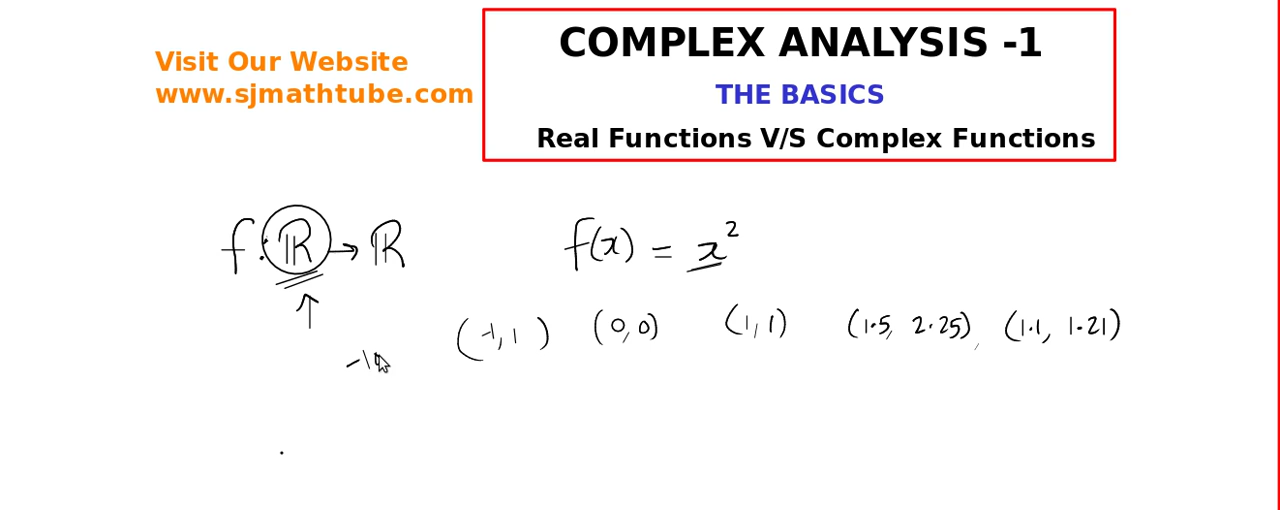 Visit Our Website
www.sjmathtube.com
COMPLEX ANALYSIS -1
THE BASICS
Real Functions V/S Complex Functions
f: ℝ → ℝ
f(x) = x²
(-1, 1) (0, 0) (1, 1) (1.5, 2.25), (1.1, 1.21)